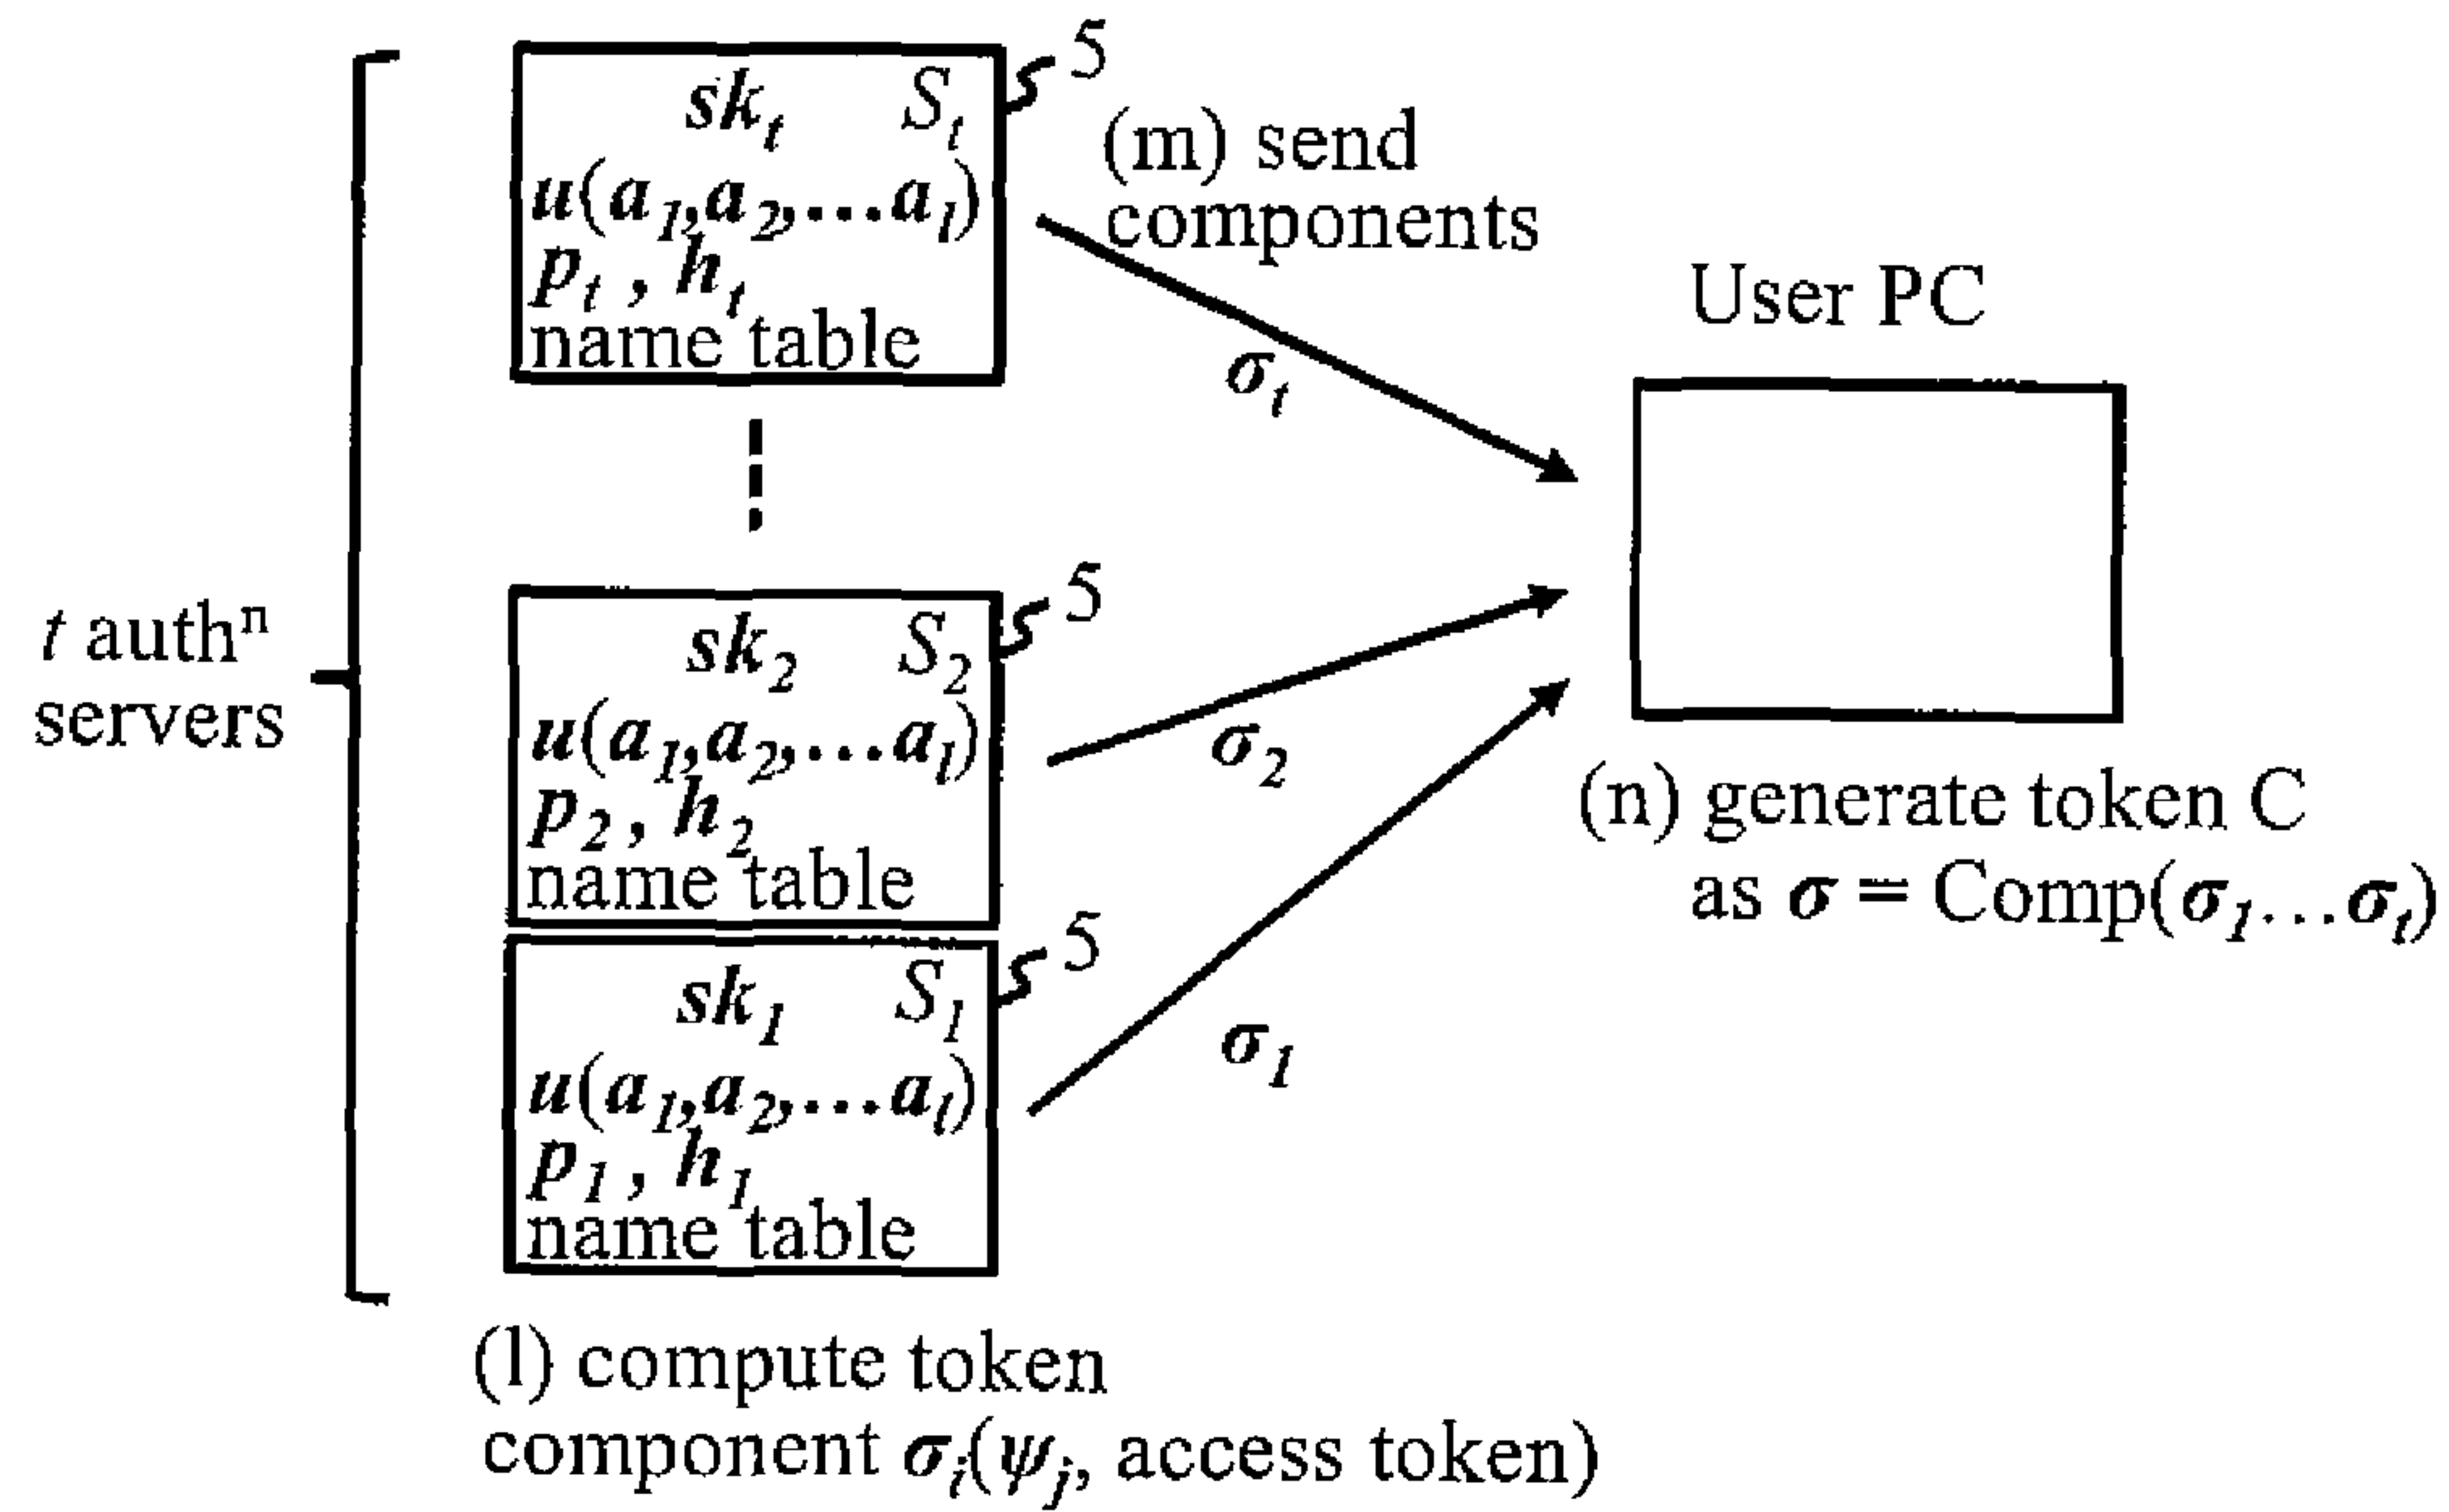 sk_t S_t 5
u(a_1,a_2,...a_l)
p_t , h_t
name table
(m) send
components
σ_t
User PC
t auth^n
servers
sk_2 S_2 5
u(a_1,a_2,...a_l)
p_2, h_2
name table
σ_2
(n) generate token C
as σ = Comp(σ_1...σ_t)
sk_1 S_1 5
u(a_1,a_2,...a_l)
p_1, h_1
name table
σ_1
(l) compute token
component σ_i(ψ_j, access token)